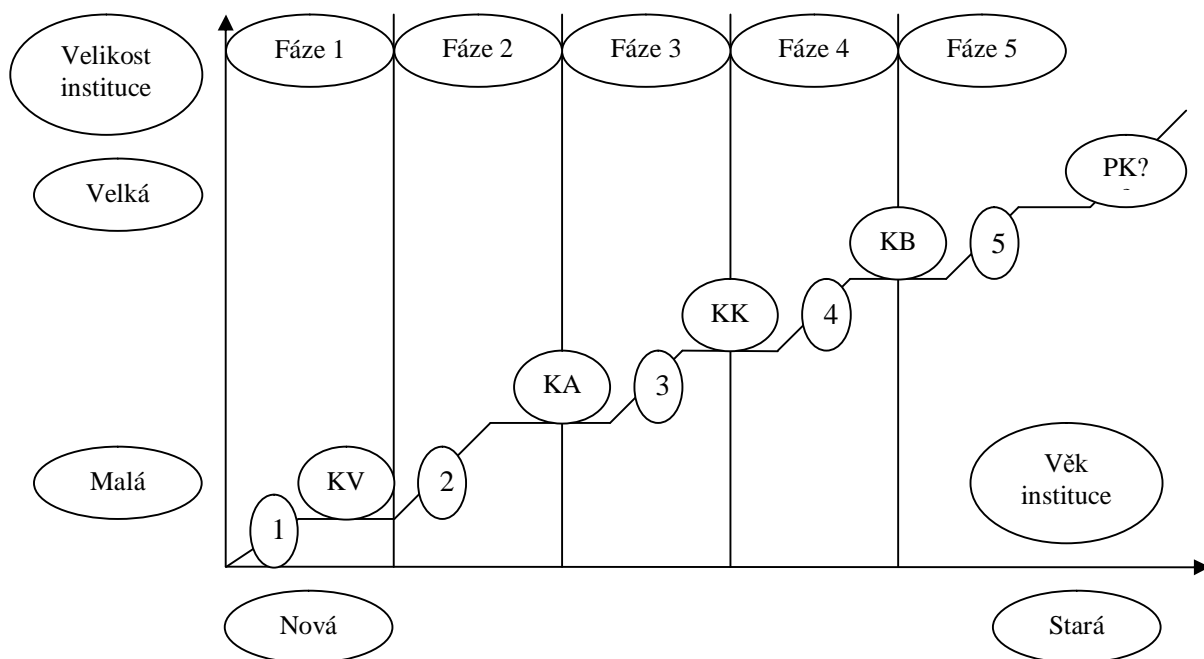 Velikost
instituce
Fáze 1
Fáze 2
Fáze 3
Fáze 4
Fáze 5
Velká
PK?
KB
5
KK
4
KA
3
Malá
KV
2
1
Věk
instituce
Nová
Stará